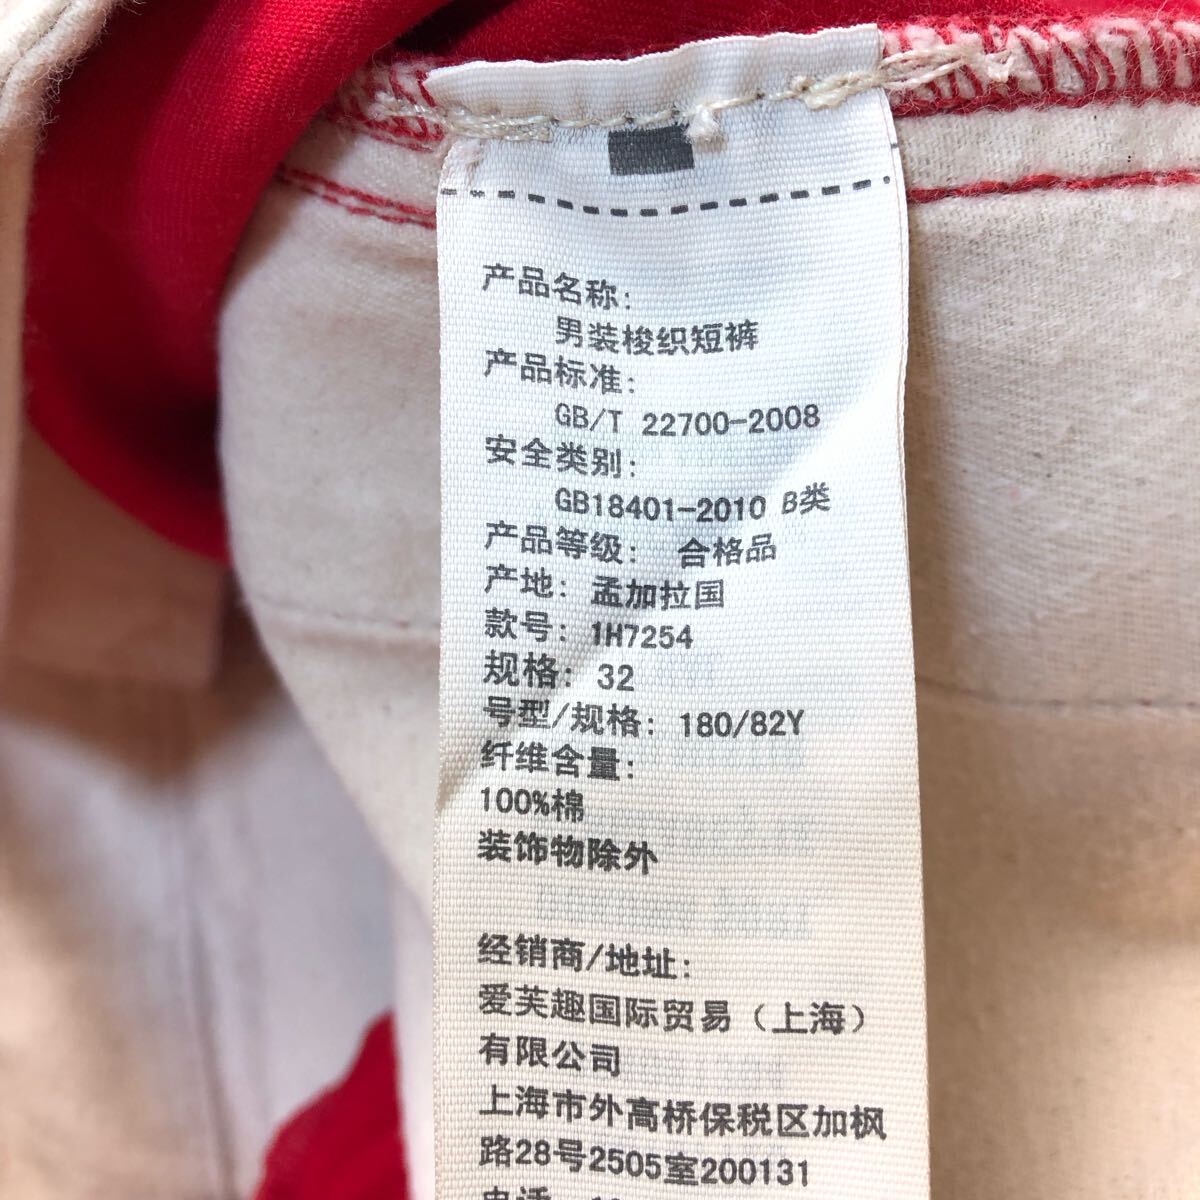 产品名称:
男装梭织短裤
产品标准:
GB/T 22700-2008
安全类别:
GB18401-2010 B类
产品等级: 合格品
产地: 孟加拉国
款号: 1H7254
规格: 32
号型/规格: 180/82Y
纤维含量:
100%棉
装饰物除外
经销商/地址:
爱芙趣国际贸易（上海）
有限公司
上海市外高桥保税区加枫
路28号2505室200131